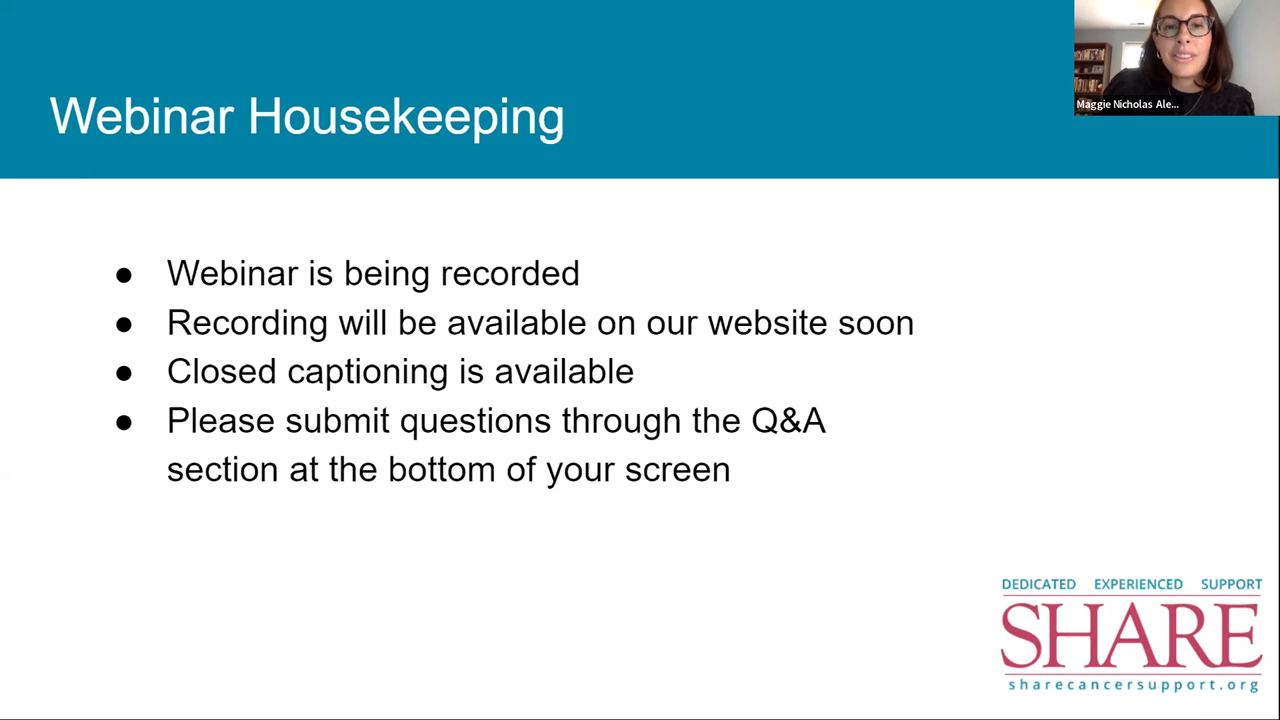 Webinar Housekeeping
Maggie Nicholas Ale...
● Webinar is being recorded
● Recording will be available on our website soon
● Closed captioning is available
● Please submit questions through the Q&A
section at the bottom of your screen
DEDICATED EXPERIENCED SUPPORT
SHARE
sharecancersupport.org